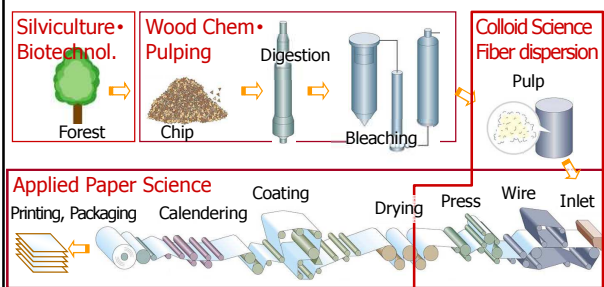 Silviculture・
Biotechnol.
Forest
Wood Chem・
Pulping
Chip
Digestion
Bleaching
Colloid Science
Fiber dispersion
Pulp
Applied Paper Science
Printing, Packaging
Calendering
Coating
Drying
Press
Wire
Inlet